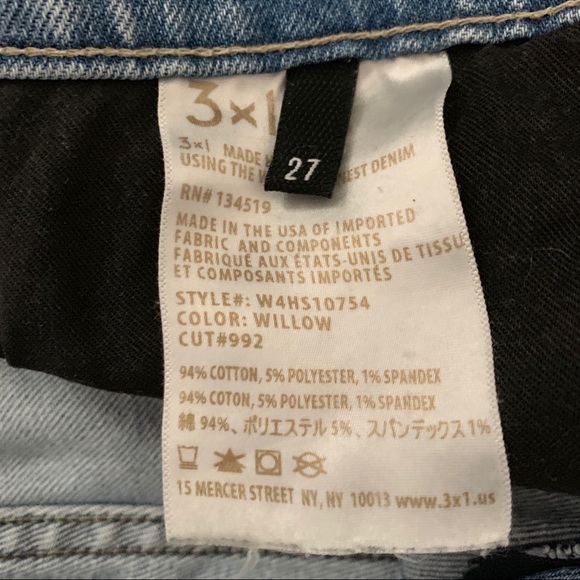 3×1
27
3×1 MADE
USING THE DENIM
RN# 134519
MADE IN THE USA OF IMPORTED
FABRIC AND COMPONENTS
FABRIQUÉ AUX ÉTATS-UNIS DE TISSU
ET COMPOSANTS IMPORTÉS
STYLE#: W4HS10754
COLOR: WILLOW
CUT#992
94% COTTON, 5% POLYESTER, 1% SPANDEX
94% COTON, 5% POLYESTER, 1% SPANDEX
綿 94%、ポリエステル 5%、スパンデックス 1%
15 MERCER STREET NY, NY 10013 www.3x1.us